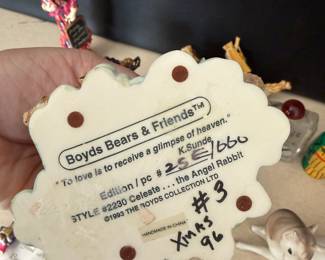 Boyds Bears & Friends™
"To love is to receive a glimpse of heaven."
K.Sunde
Edition / pc # 25E/660
STYLE #2230 Celeste . . . the Angel Rabbit
©1993 THE BOYDS COLLECTION LTD
HANDMADE IN CHINA
#3
Xmas
96